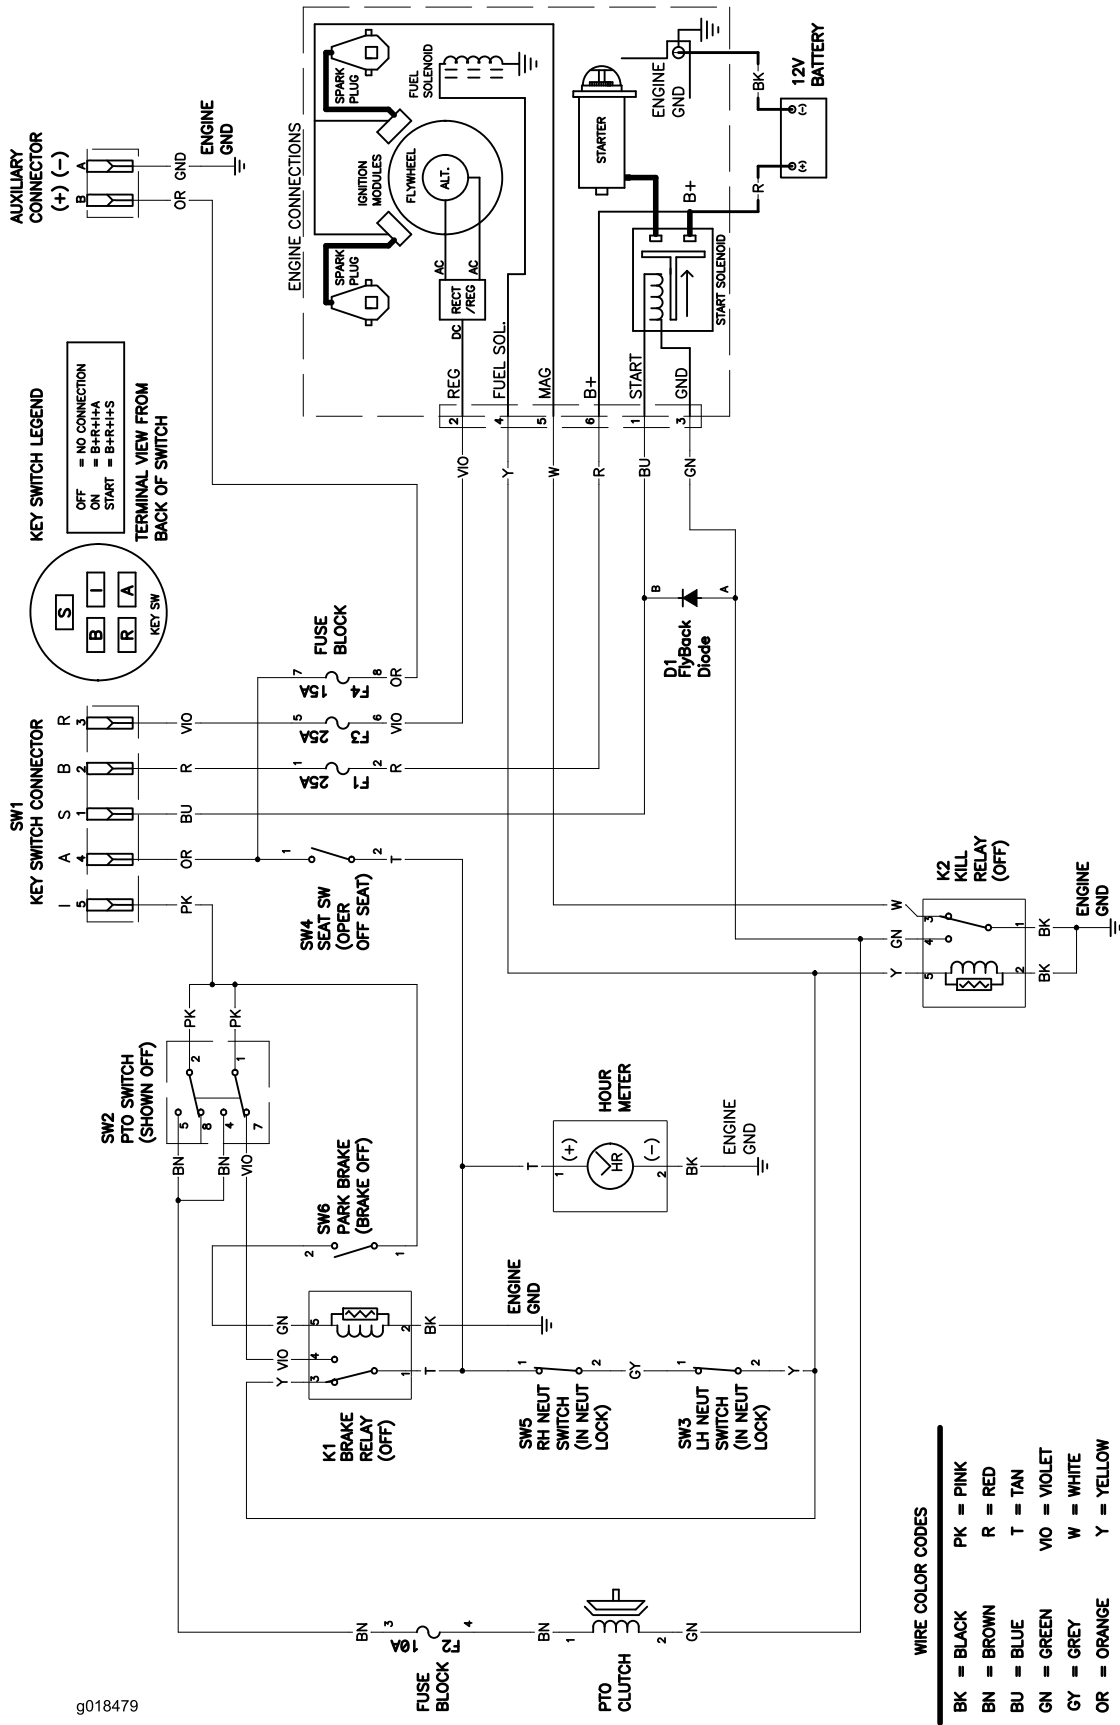 AUXILIARY
CONNECTOR
(+) (-)
B
A
OR
GND
ENGINE
GND
KEY SWITCH LEGEND
OFF = NO CONNECTION
ON = B+R+I+A
START = B+R+I+S
TERMINAL VIEW FROM
BACK OF SWITCH
S
B
I
R
A
KEY SW
SW1
KEY SWITCH CONNECTOR
I
A
S
B
R
5
4
1
2
3
PK
OR
BU
R
VIO
FUSE
BLOCK
1
25A
F1
2
R
5
25A
F3
6
VIO
7
15A
F4
8
OR
ENGINE CONNECTIONS
SPARK
PLUG
SPARK
PLUG
IGNITION
MODULES
FLYWHEEL
ALT.
FUEL
SOLENOID
AC
AC
RECT
/REG
DC
STARTER
ENGINE
GND
START SOLENOID
B+
BK
R
12V
BATTERY
(-)
(+)
REG
FUEL SOL.
MAG
B+
START
GND
2
4
5
6
1
3
VIO
Y
W
R
BU
GN
D1
FlyBack
Diode
B
A
SW4
SEAT SW
(OPER
OFF SEAT)
1
2
T
SW2
PTO SWITCH
(SHOWN OFF)
PK
PK
2
1
5
8
4
7
BN
BN
VIO
SW6
PARK BRAKE
(BRAKE OFF)
2
1
K1
BRAKE
RELAY
(OFF)
Y
VIO
GN
3
4
5
1
2
T
BK
ENGINE
GND
HOUR
METER
T
1
(+)
HR
(-)
2
BK
ENGINE
GND
SW5
RH NEUT
SWITCH
(IN NEUT
LOCK)
1
2
GY
SW3
LH NEUT
SWITCH
(IN NEUT
LOCK)
1
2
Y
K2
KILL
RELAY
(OFF)
W
GN
Y
3
4
5
1
2
BK
BK
ENGINE
GND
FUSE
BLOCK
BN
3
10A
F2
4
BN
PTO
CLUTCH
1
2
GN
WIRE COLOR CODES
BK = BLACK PK = PINK
BN = BROWN R = RED
BU = BLUE T = TAN
GN = GREEN VIO = VIOLET
GY = GREY W = WHITE
OR = ORANGE Y = YELLOW
g018479